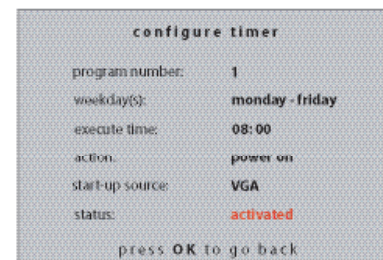 configure timer
program number: 1
weekday(s): monday - friday
execute time: 08:00
action: power on
start-up source: VGA
status: activated
press OK to go back